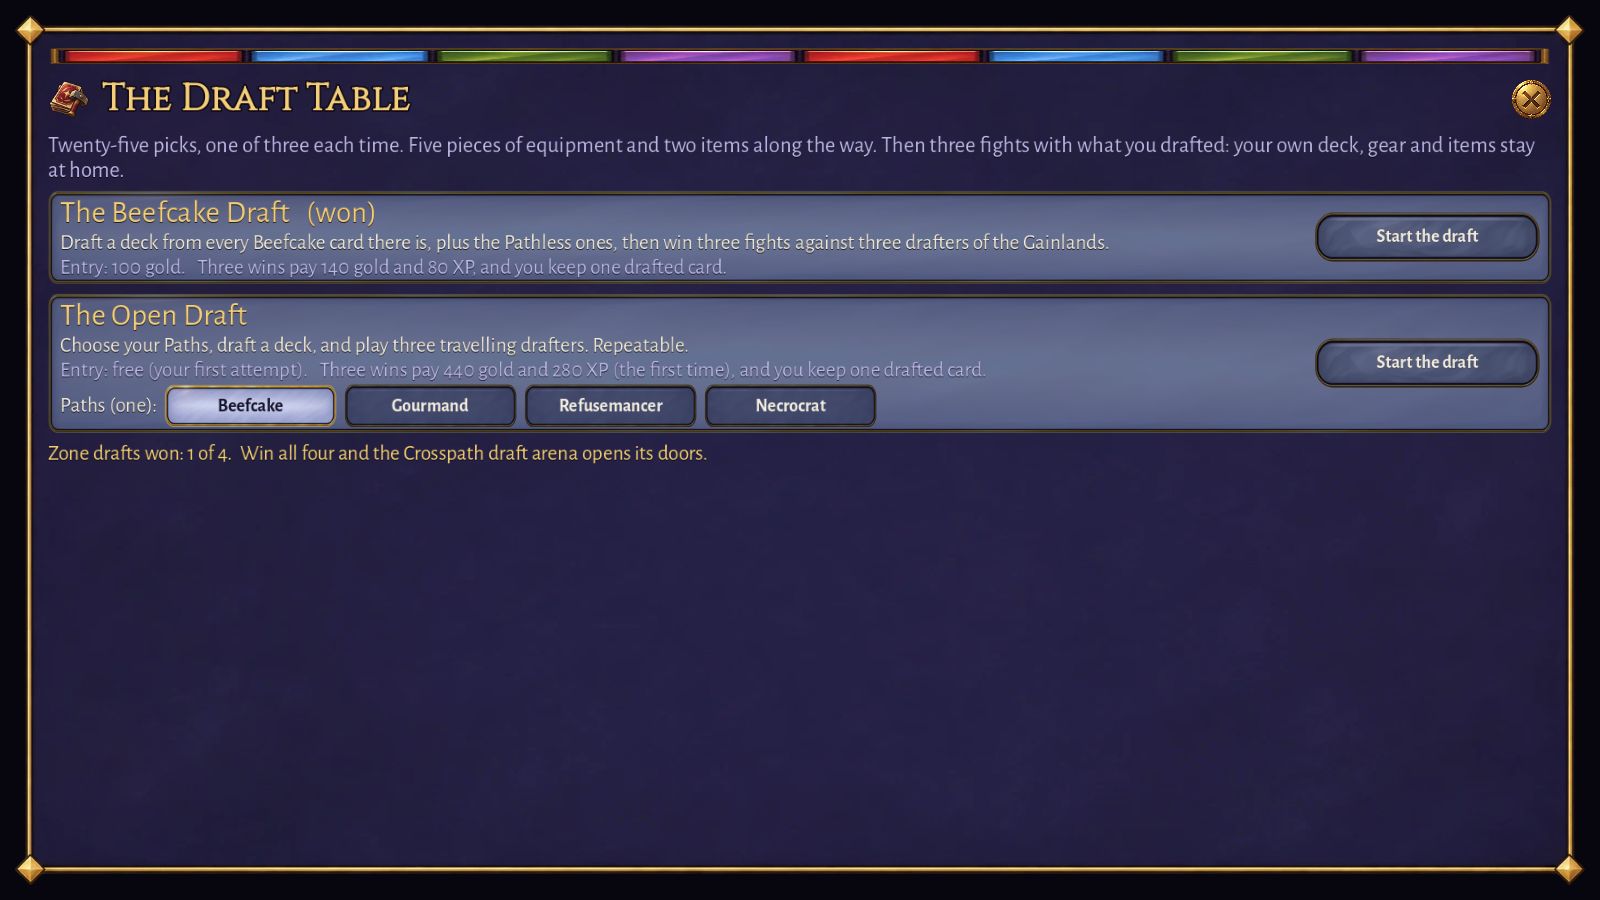 The Draft Table
Twenty-five picks, one of three each time. Five pieces of equipment and two items along the way. Then three fights with what you drafted: your own deck, gear and items stay
at home.
The Beefcake Draft (won)
Draft a deck from every Beefcake card there is, plus the Pathless ones, then win three fights against three drafters of the Gainlands.
Entry: 100 gold. Three wins pay 140 gold and 80 XP, and you keep one drafted card.
Start the draft
The Open Draft
Choose your Paths, draft a deck, and play three travelling drafters. Repeatable.
Entry: free (your first attempt). Three wins pay 440 gold and 280 XP (the first time), and you keep one drafted card.
Start the draft
Paths (one): Beefcake Gourmand Refusemancer Necrocrat
Zone drafts won: 1 of 4. Win all four and the Crosspath draft arena opens its doors.